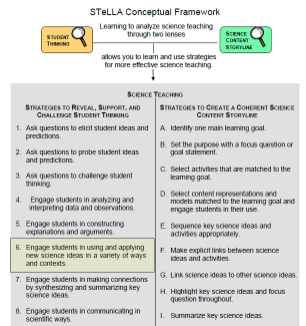 STeLLA Conceptual Framework
Learning to analyze science teaching
through two lenses
STUDENT
THINKING
SCIENCE
CONTENT
STORYLINE
allows you to learn and use strategies
for more effective science teaching.
SCIENCE TEACHING
STRATEGIES TO REVEAL, SUPPORT, AND
CHALLENGE STUDENT THINKING
1. Ask questions to elicit student ideas and
predictions.
2. Ask questions to probe student ideas
and predictions.
3. Ask questions to challenge student
thinking.
4. Engage students in analyzing and
interpreting data and observations.
5. Engage students in constructing
explanations and arguments.
6. Engage students in using and applying
new science ideas in a variety of ways
and contexts.
7. Engage students in making connections
by synthesizing and summarizing key
science ideas.
8. Engage students in communicating in
scientific ways.
STRATEGIES TO CREATE A COHERENT SCIENCE
CONTENT STORYLINE
A. Identify one main learning goal.
B. Set the purpose with a focus question or
goal statement.
C. Select activities that are matched to the
learning goal.
D. Select content representations and
models matched to the learning goal and
engage students in their use.
E. Sequence key science ideas and
activities appropriately.
F. Make explicit links between science
ideas and activities.
G. Link science ideas to other science ideas.
H. Highlight key science ideas and focus
question throughout.
I. Summarize key science ideas.